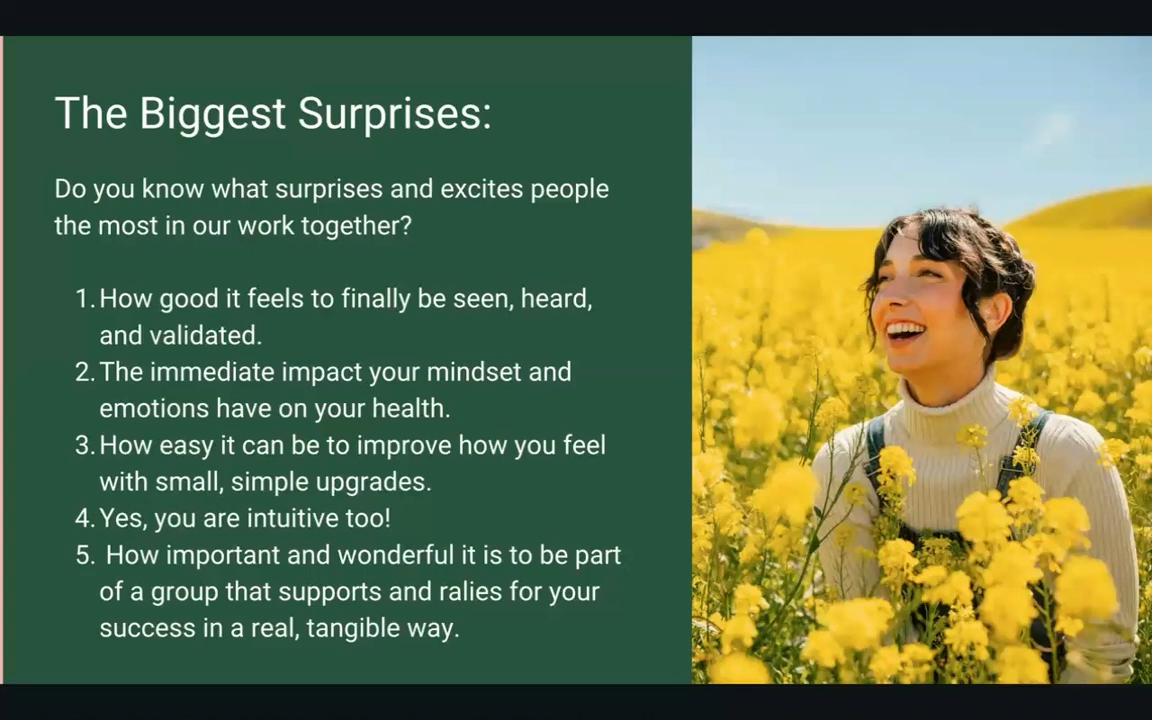 The Biggest Surprises:
Do you know what surprises and excites people
the most in our work together?
1. How good it feels to finally be seen, heard,
and validated.
2. The immediate impact your mindset and
emotions have on your health.
3. How easy it can be to improve how you feel
with small, simple upgrades.
4. Yes, you are intuitive too!
5. How important and wonderful it is to be part
of a group that supports and ralies for your
success in a real, tangible way.